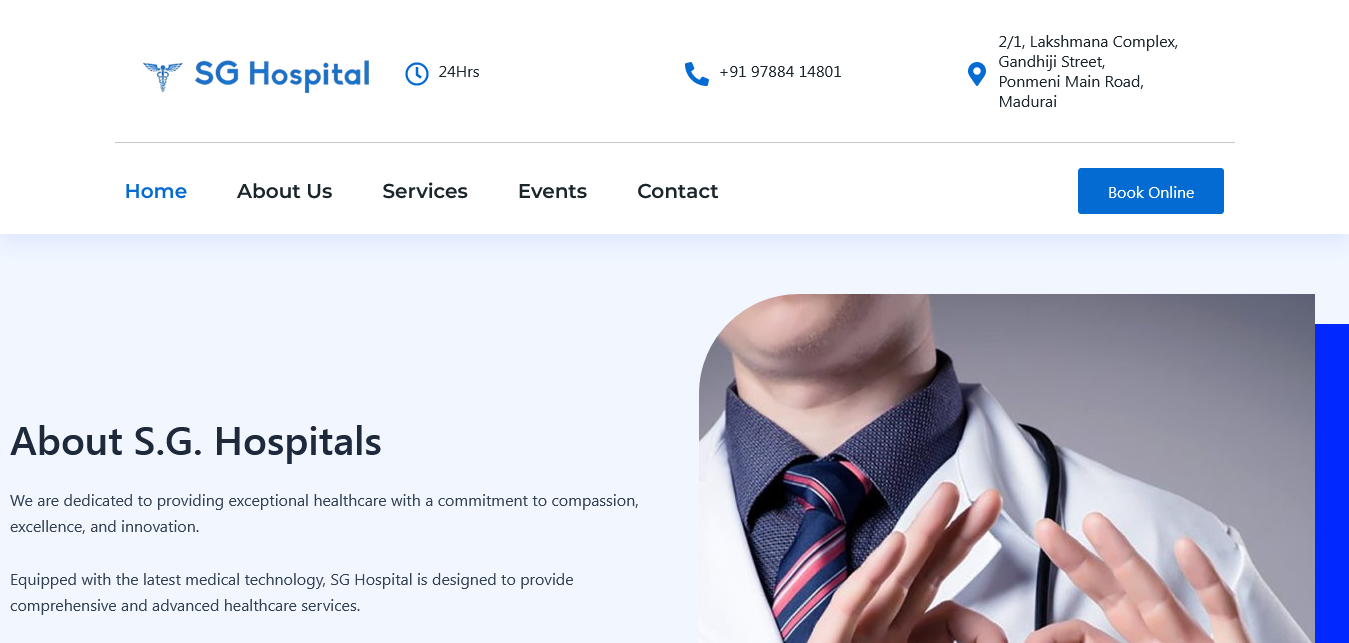 SG Hospital
24Hrs
+91 97884 14801
2/1, Lakshmana Complex,
Gandhiji Street,
Ponmeni Main Road,
Madurai
Home
About Us
Services
Events
Contact
Book Online
About S.G. Hospitals
We are dedicated to providing exceptional healthcare with a commitment to compassion,
excellence, and innovation.
Equipped with the latest medical technology, SG Hospital is designed to provide
comprehensive and advanced healthcare services.